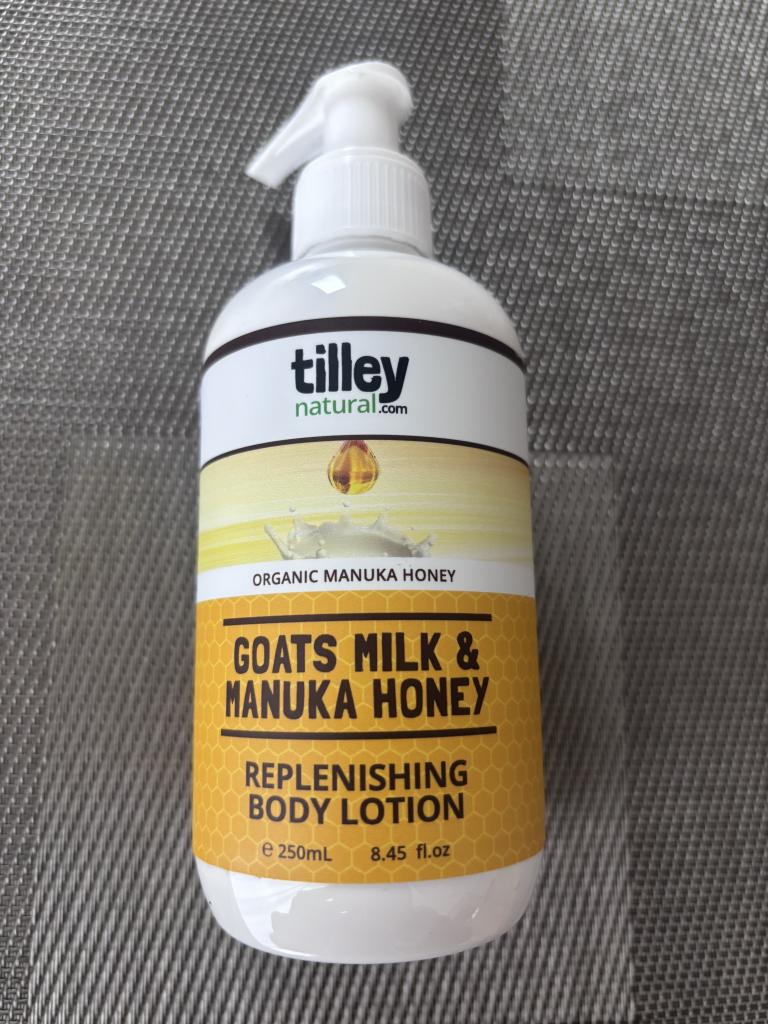 tilley
natural.com
ORGANIC MANUKA HONEY
GOATS MILK &
MANUKA HONEY
REPLENISHING
BODY LOTION
℮ 250mL 8.45 fl.oz